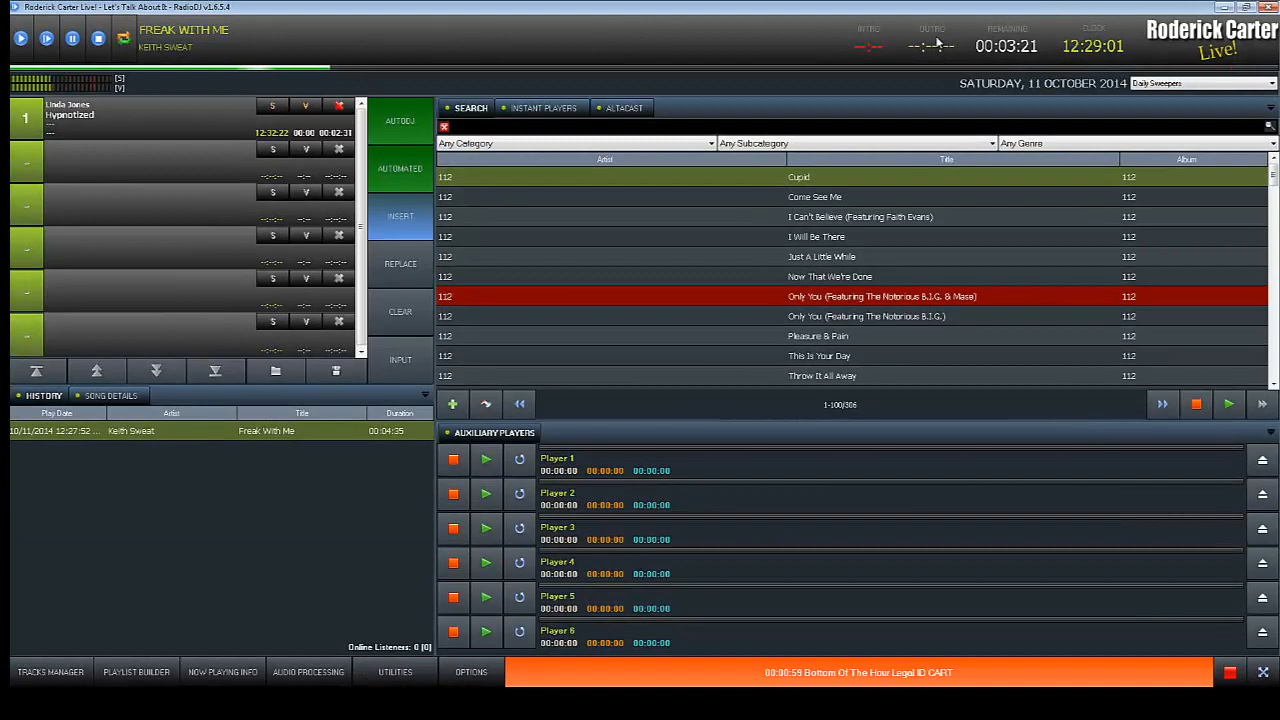 Roderick Carter Live! - Let's Talk About It - RadioDJ v1.6.5.4
FREAK WITH ME
KEITH SWEAT
INTRO
--:--
OUTRO
--:--:--
REMAINING
00:03:21
CLOCK
12:29:01
Roderick Carter
Live!
[S]
[V]
SATURDAY, 11 OCTOBER 2014
Daily Sweepers
1
Linda Jones
Hypnotized
---
---
S V
12:32:22 00:00 00:02:31
-
S V
--:--:-- --:-- --:--:--
-
S V
--:--:-- --:-- --:--:--
-
S V
--:--:-- --:-- --:--:--
-
S V
--:--:-- --:-- --:--:--
-
S V
--:--:-- --:-- --:--:--
AUTODJ
AUTOMATED
INSERT
REPLACE
CLEAR
INPUT
SEARCH INSTANT PLAYERS ALTACAST
Any Category Any Subcategory Any Genre
Artist Title Album
112 Cupid 112
112 Come See Me 112
112 I Can't Believe (Featuring Faith Evans) 112
112 I Will Be There 112
112 Just A Little While 112
112 Now That We're Done 112
112 Only You (Featuring The Notorious B.I.G. & Mase) 112
112 Only You (Featuring The Notorious B.I.G.) 112
112 Pleasure & Pain 112
112 This Is Your Day 112
112 Throw It All Away 112
1-100/306
HISTORY SONG DETAILS
Play Date Artist Title Duration
10/11/2014 12:27:52 ... Keith Sweat Freak With Me 00:04:35
Online Listeners: 0 [0]
AUXILIARY PLAYERS
Player 1
00:00:00 00:00:00 00:00:00
Player 2
00:00:00 00:00:00 00:00:00
Player 3
00:00:00 00:00:00 00:00:00
Player 4
00:00:00 00:00:00 00:00:00
Player 5
00:00:00 00:00:00 00:00:00
Player 6
00:00:00 00:00:00 00:00:00
TRACKS MANAGER PLAYLIST BUILDER NOW PLAYING INFO AUDIO PROCESSING UTILITIES OPTIONS
00:00:59 Bottom Of The Hour Legal ID CART